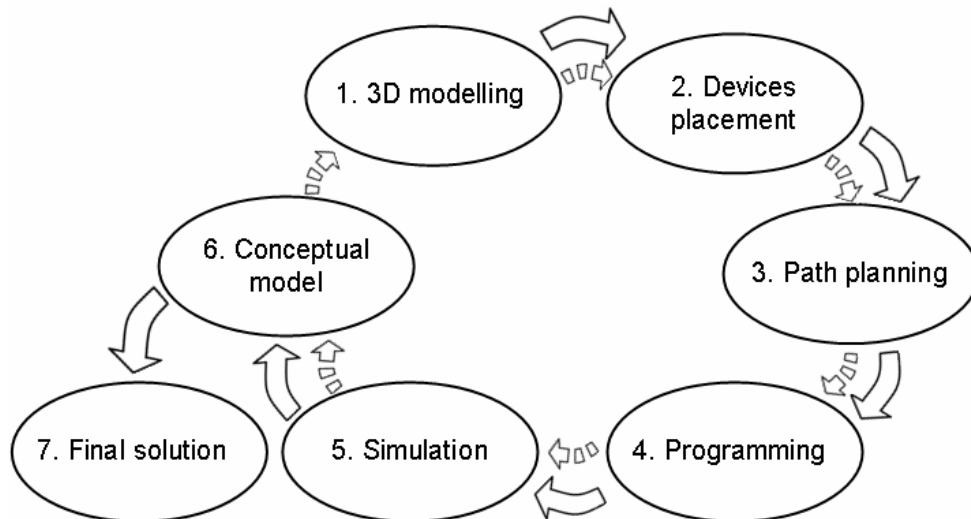 1. 3D modelling
2. Devices
placement
3. Path planning
4. Programming
5. Simulation
6. Conceptual
model
7. Final solution